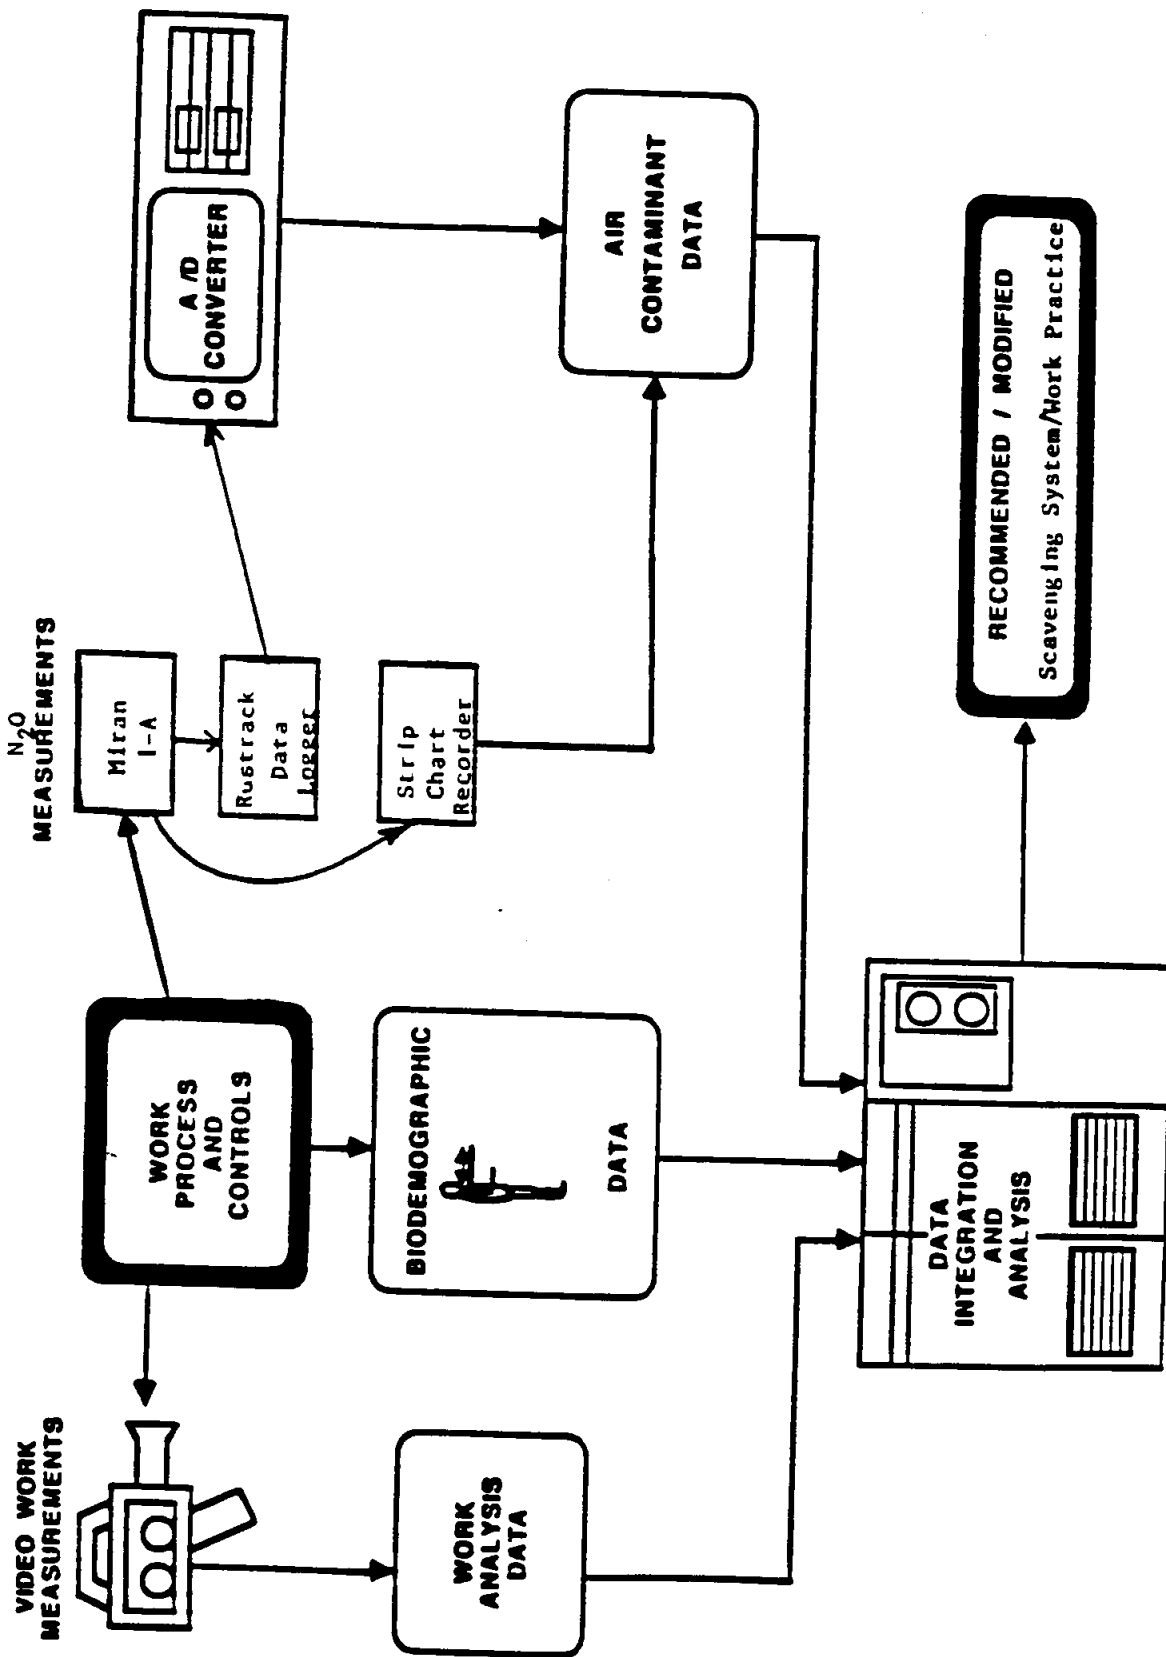 VIDEO WORK
MEASUREMENTS
WORK
PROCESS
AND
CONTROLS
N2O
MEASUREMENTS
Miran
1-A
Rustrack
Data
Logger
Strip
Chart
Recorder
A/D
CONVERTER
WORK
ANALYSIS
DATA
BIODEMOGRAPHIC
DATA
AIR
CONTAMINANT
DATA
DATA
INTEGRATION
AND
ANALYSIS
RECOMMENDED / MODIFIED
Scavenging System/Work Practice